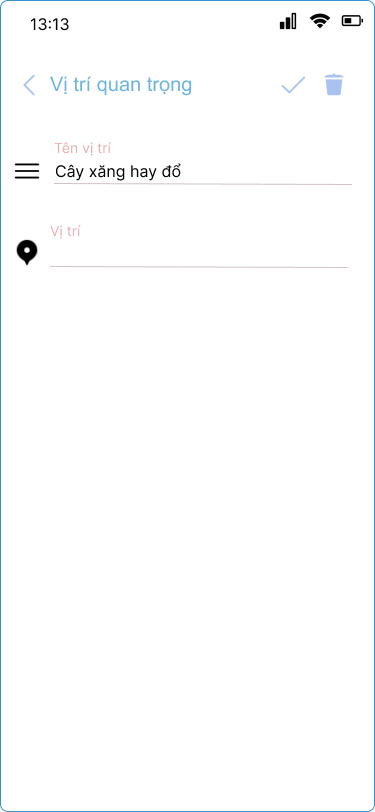 13:13
Vị trí quan trọng
Tên vị trí
Cây xăng hay đổ
Vị trí